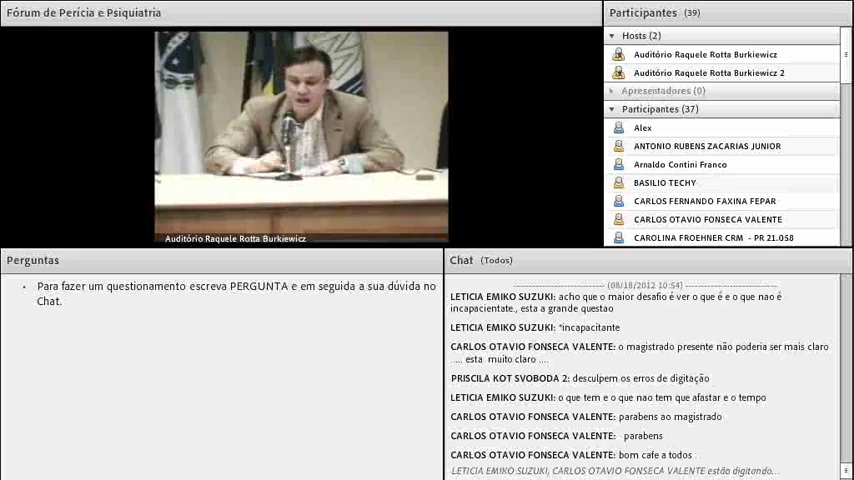 Fórum de Perícia e Psiquiatria
Auditório Raquele Rotta Burkiewicz
Participantes (39)
Hosts (2)
Auditório Raquele Rotta Burkiewicz
Auditório Raquele Rotta Burkiewicz 2
Apresentadores (0)
Participantes (37)
Alex
ANTONIO RUBENS ZACARIAS JUNIOR
Arnaldo Contini Franco
BASILIO TECHY
CARLOS FERNANDO FAXINA FEPAR
CARLOS OTAVIO FONSECA VALENTE
CAROLINA FROEHNER CRM - PR 21.058
Perguntas
• Para fazer um questionamento escreva PERGUNTA e em seguida a sua dúvida no
Chat.
Chat (Todos)
(08/18/2012 10:54)
LETICIA EMIKO SUZUKI: acho que o maior desafio é ver o que é e o que nao é
incapacientate., esta a grande questao
LETICIA EMIKO SUZUKI: *incapacitante
CARLOS OTAVIO FONSECA VALENTE: o magistrado presente não poderia ser mais claro
.... esta muito claro ....
PRISCILA KOT SVOBODA 2: desculpem os erros de digitação
LETICIA EMIKO SUZUKI: o que tem e o que nao tem que afastar e o tempo
CARLOS OTAVIO FONSECA VALENTE: parabens ao magistrado
CARLOS OTAVIO FONSECA VALENTE: parabens
CARLOS OTAVIO FONSECA VALENTE: bom cafe a todos
LETICIA EMIKO SUZUKI, CARLOS OTAVIO FONSECA VALENTE estão digitando...